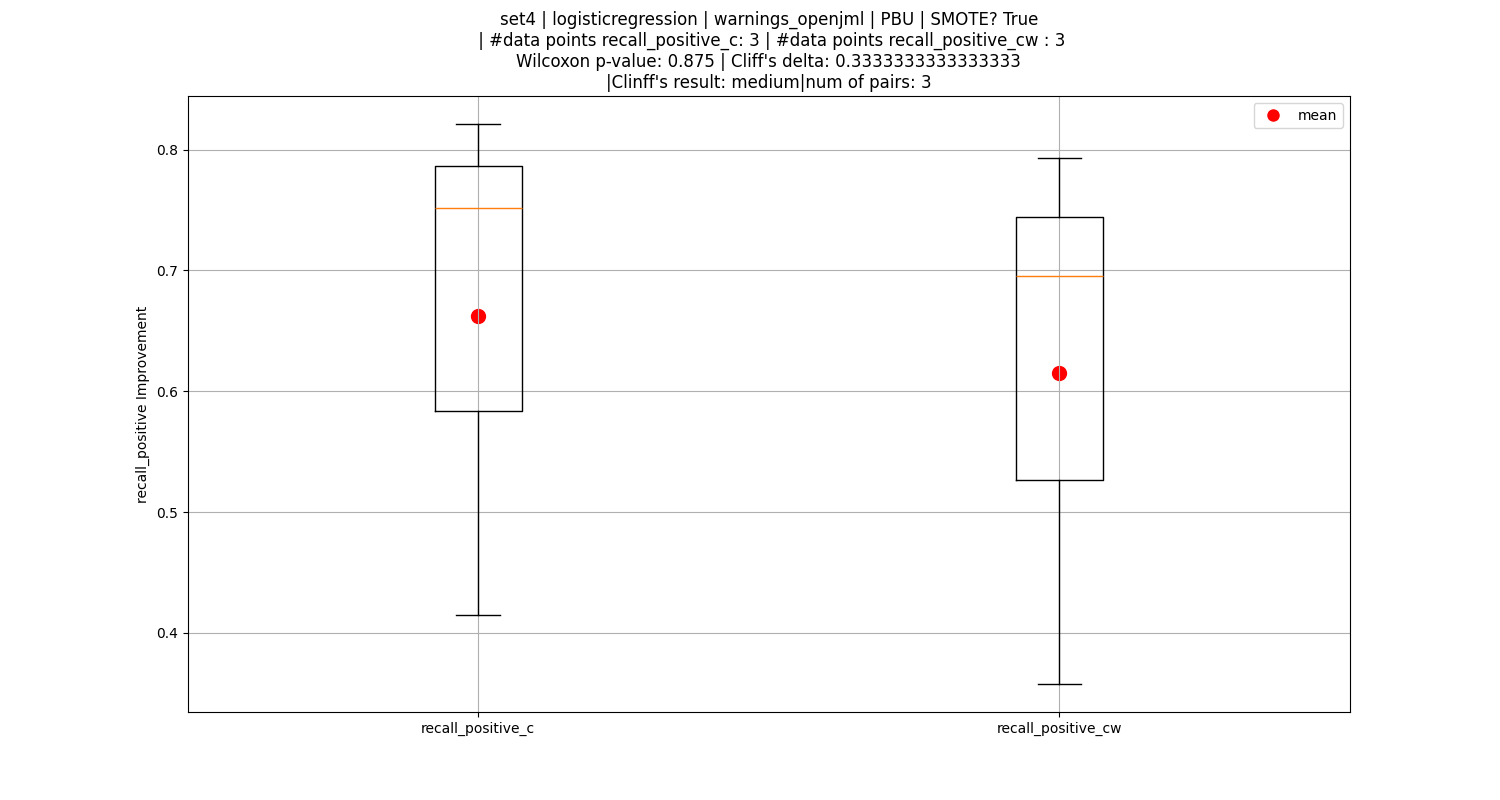 set4 | logisticregression | warnings_openjml | PBU | SMOTE? True
| #data points recall_positive_c: 3 | #data points recall_positive_cw : 3
Wilcoxon p-value: 0.875 | Cliff's delta: 0.3333333333333333
|Clinff's result: medium|num of pairs: 3
mean
0.8
0.7
0.6
0.5
0.4
recall_positive Improvement
recall_positive_c
recall_positive_cw